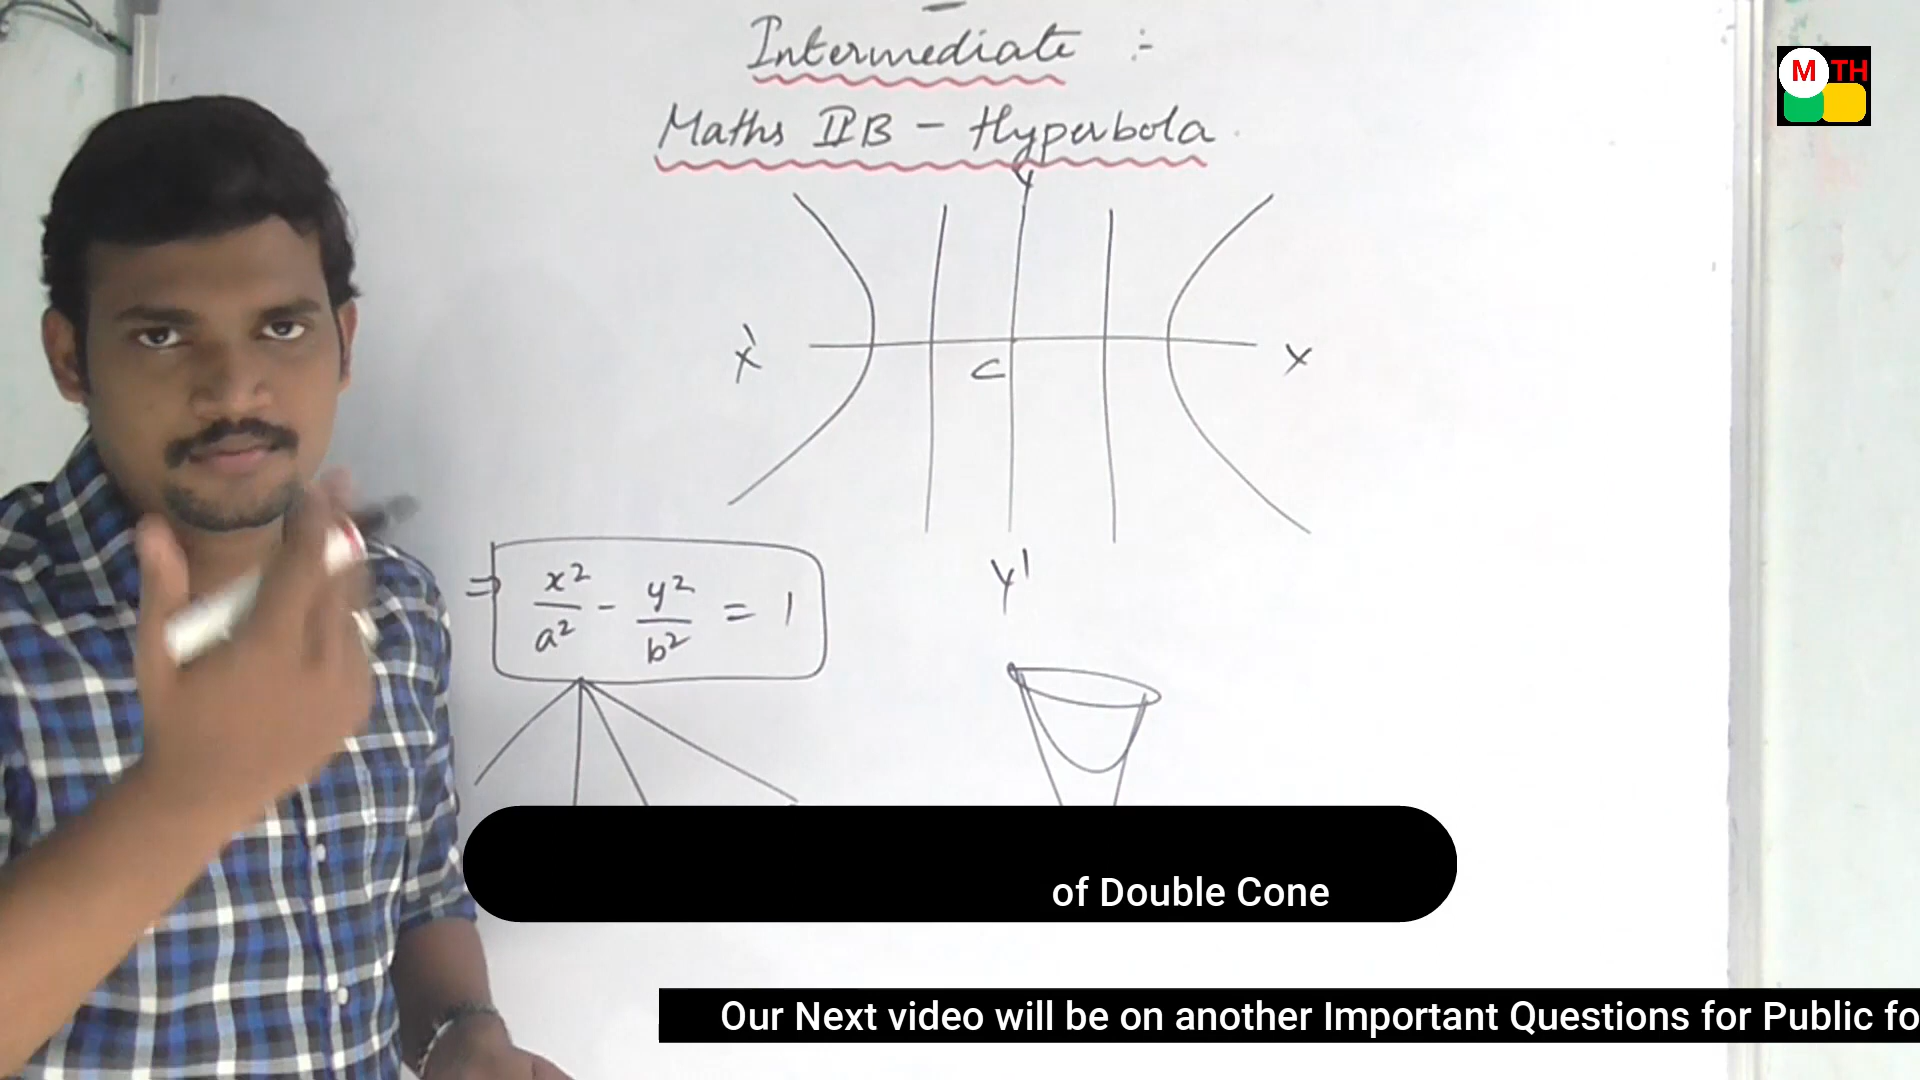 Intermediate :-
M TH
Maths IIB - Hyperbola
Y
X' C X
Y'
⇒ x²/a² - y²/b² = 1
of Double Cone
Our Next video will be on another Important Questions for Public fo